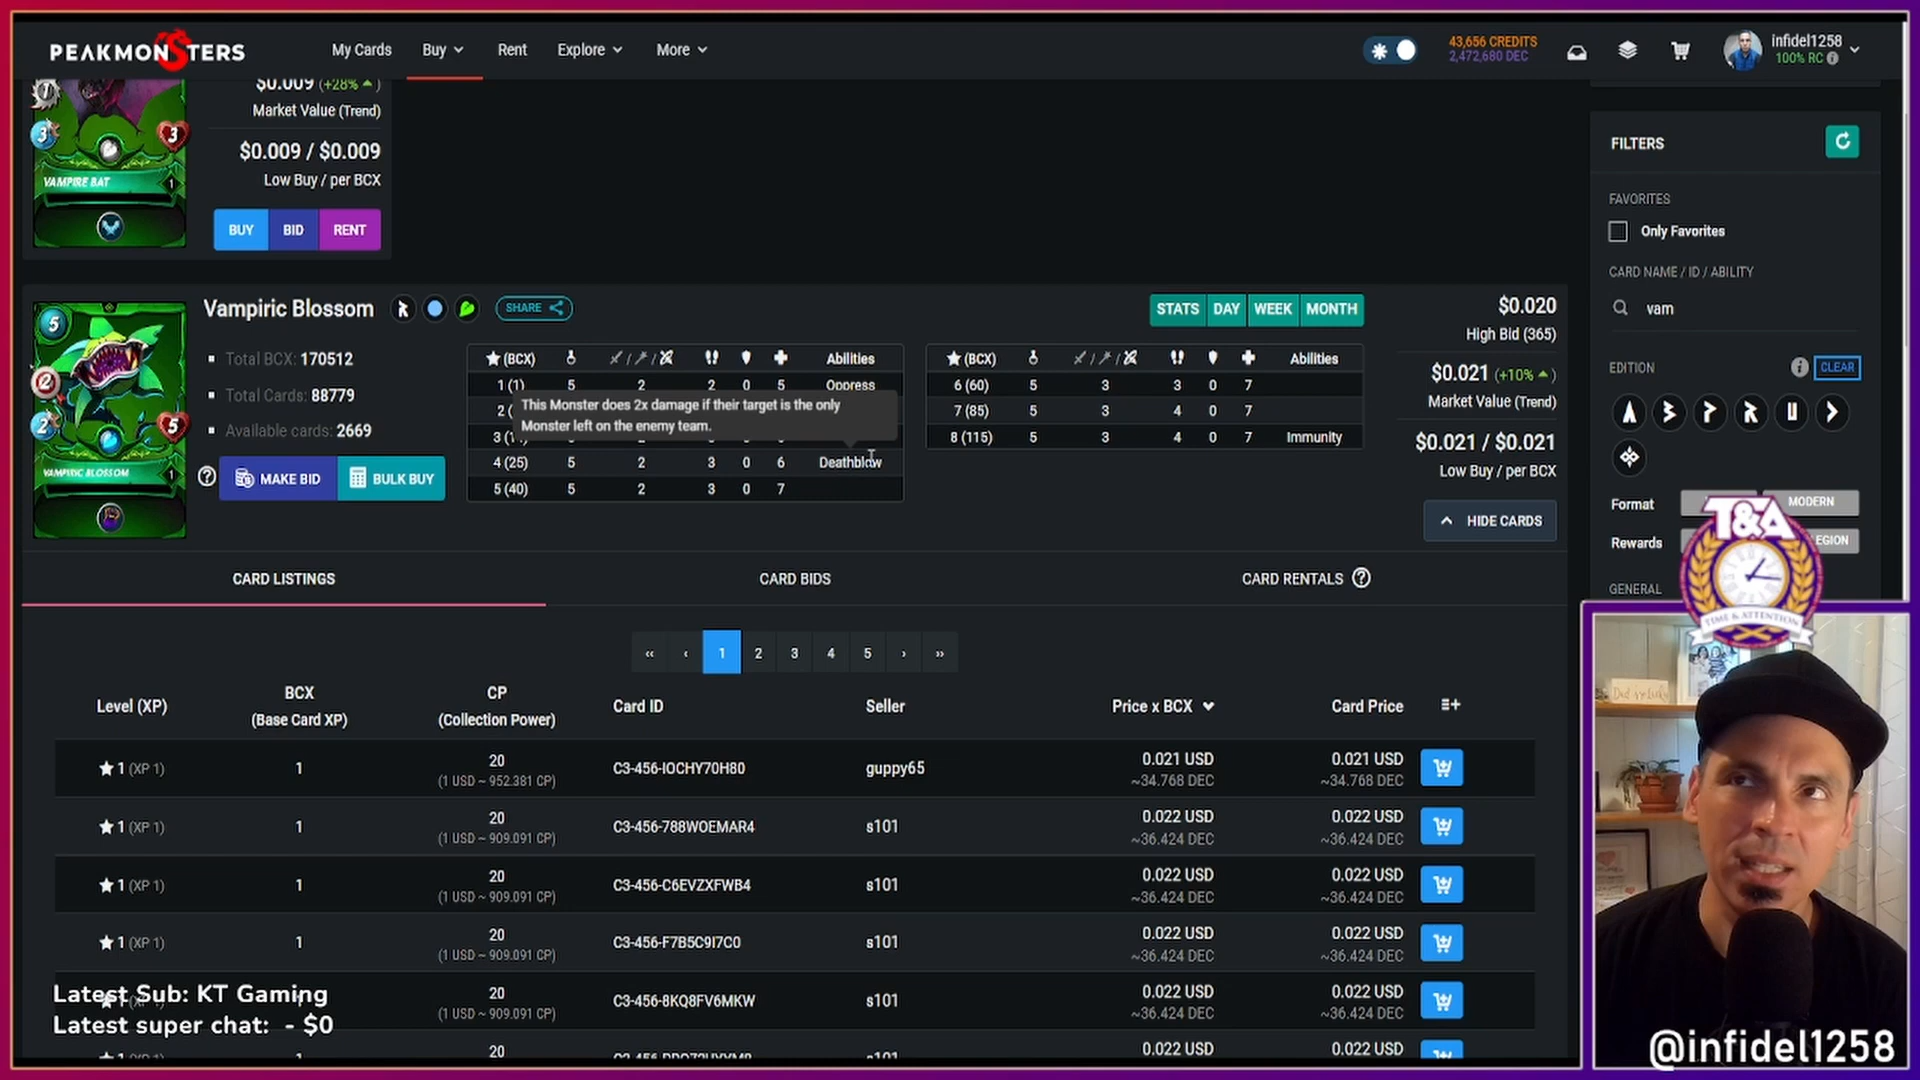 PEAKMONSTERS
My Cards
Buy
Rent
Explore
More
43,656 CREDITS
2,472,680 DEC
infidel1258
100% RC
$0.009 (+28%)
Market Value (Trend)
$0.009 / $0.009
Low Buy / per BCX
BUY
BID
RENT
3
3
VAMPIRE BAT
1
5
2
2
5
VAMPIRIC BLOSSOM
1
Vampiric Blossom
SHARE
Total BCX: 170512
Total Cards: 88779
Available cards: 2669
MAKE BID
BULK BUY
STATS
DAY
WEEK
MONTH
(BCX) Abilities
1 (1) 5 2 2 0 5 Oppress
2 (
3 (
4 (25) 5 2 3 0 6 Deathblow
5 (40) 5 2 3 0 7
This Monster does 2x damage if their target is the only
Monster left on the enemy team.
(BCX) Abilities
6 (60) 5 3 3 0 7
7 (85) 5 3 4 0 7
8 (115) 5 3 4 0 7 Immunity
$0.020
High Bid (365)
$0.021 (+10%)
Market Value (Trend)
$0.021 / $0.021
Low Buy / per BCX
HIDE CARDS
CARD LISTINGS
CARD BIDS
CARD RENTALS
‹‹ ‹ 1 2 3 4 5 › ››
Level (XP) BCX (Base Card XP) CP (Collection Power) Card ID Seller Price x BCX Card Price
1 (XP 1) 1 20 C3-456-IOCHY70H80 guppy65 0.021 USD 0.021 USD
(1 USD ~ 952.381 CP) ~34.768 DEC ~34.768 DEC
1 (XP 1) 1 20 C3-456-788WOEMAR4 s101 0.022 USD 0.022 USD
(1 USD ~ 909.091 CP) ~36.424 DEC ~36.424 DEC
1 (XP 1) 1 20 C3-456-C6EVZXFWB4 s101 0.022 USD 0.022 USD
(1 USD ~ 909.091 CP) ~36.424 DEC ~36.424 DEC
1 (XP 1) 1 20 C3-456-F7B5C9I7C0 s101 0.022 USD 0.022 USD
(1 USD ~ 909.091 CP) ~36.424 DEC ~36.424 DEC
20 C3-456-8KQ8FV6MKW s101 0.022 USD 0.022 USD
(1 USD ~ 909.091 CP) ~36.424 DEC ~36.424 DEC
20 0.022 USD 0.022 USD
FILTERS
FAVORITES
Only Favorites
CARD NAME / ID / ABILITY
vam
EDITION
CLEAR
Format
MODERN
Rewards
EGION
GENERAL
T&A
TIME & ATTENTION
Latest Sub: KT Gaming
Latest super chat: - $0
@infidel1258